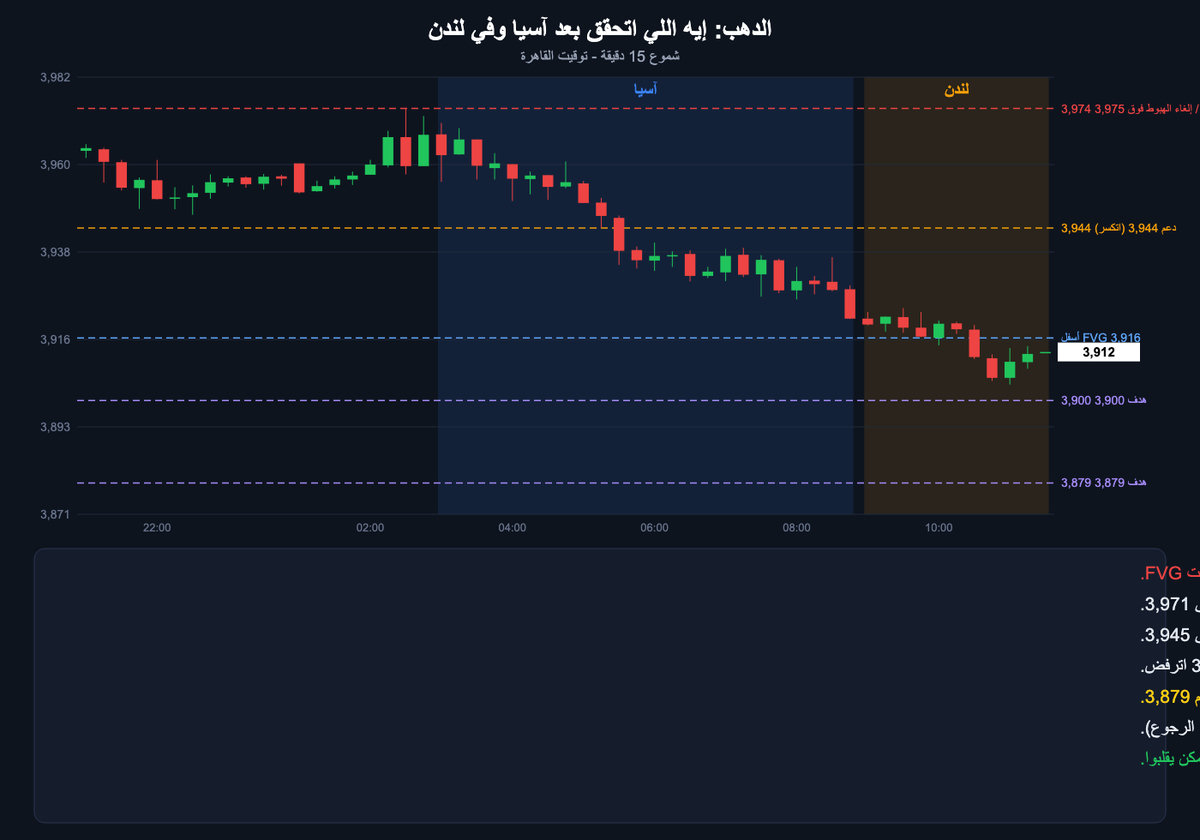 الدهب: إيه اللي اتحقق بعد آسيا وفي لندن
شموع 15 دقيقة - توقيت القاهرة
آسيا
لندن
3,982
3,960
3,938
3,916
3,893
3,871
/ إلغاء الهبوط فوق 3,975 3,974
دعم 3,944 (اتكسر) 3,944
أسفل FVG 3,916
3,912
هدف 3,900 3,900
هدف 3,879 3,879
22:00
02:00
04:00
06:00
08:00
10:00
FVG.
3,971.
3,945.
3 اترفض.
3,879.
الرجوع).
يقلبوا.